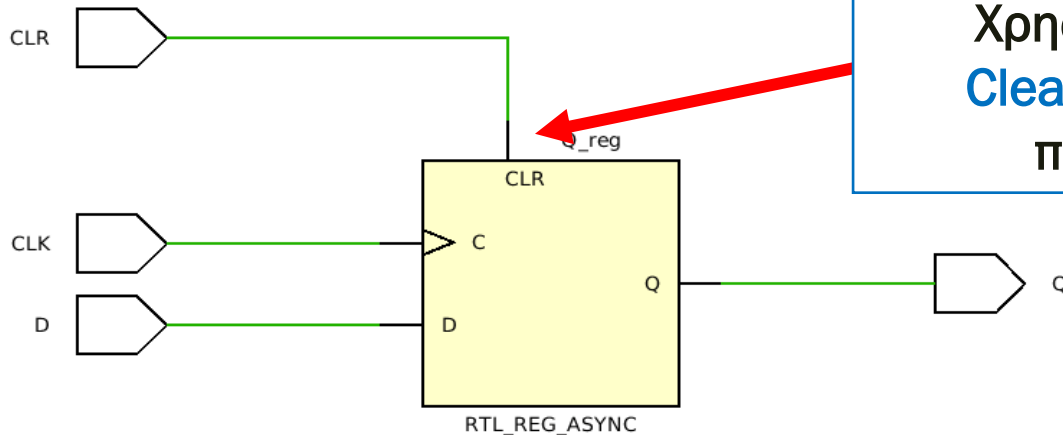 CLR
Q_reg
CLR
CLK
C
D
D
Q
RTL_REG_ASYNC
π